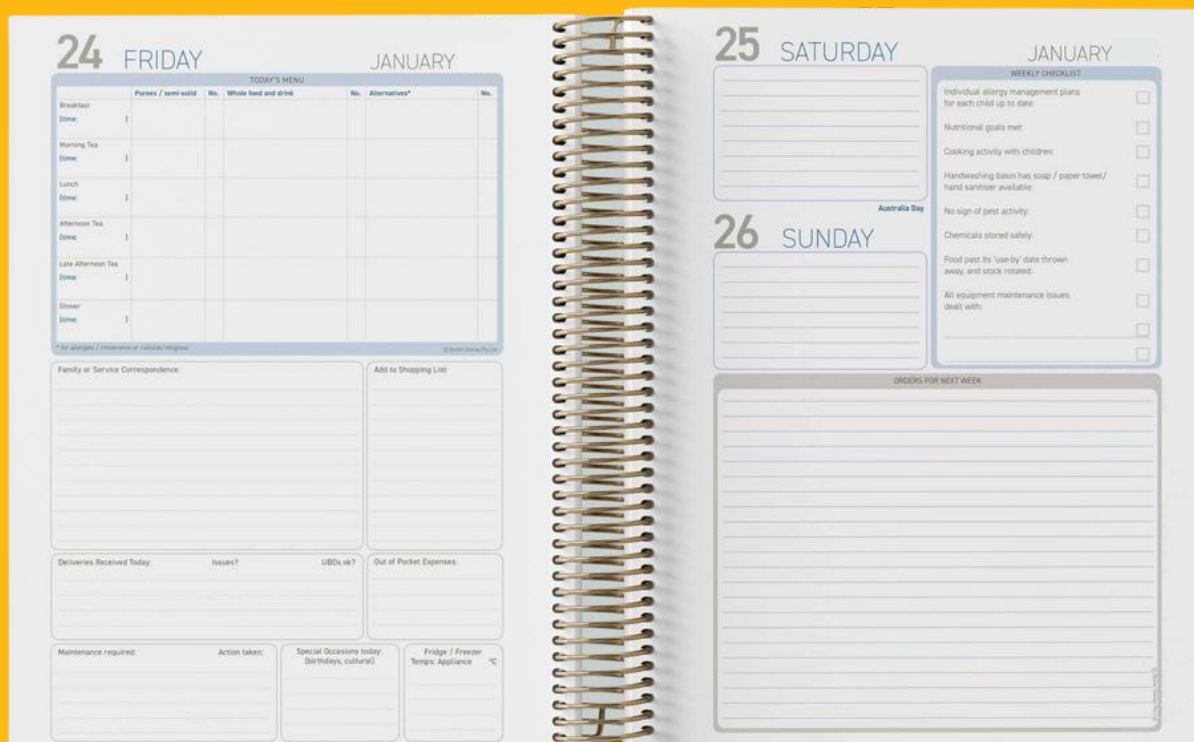 24 FRIDAY JANUARY
TODAY'S MENU
Purees / semi-solid No. Whole food and drink No. Alternatives* No.
Breakfast
(time: )
Morning Tea
(time: )
Lunch
(time: )
Afternoon Tea
(time: )
Late Afternoon Tea
(time: )
Dinner
(time: )
* for allergies / intolerance or cultural/religious
Family or Service Correspondence:
Add to Shopping List:
Deliveries Received Today: Issues? UBDs ok?
Out of Pocket Expenses:
Maintenance required: Action taken:
Special Occasions today:
(birthdays, cultural)
Fridge / Freezer
Temps: Appliance °C
25 SATURDAY JANUARY
Australia Day
26 SUNDAY
WEEKLY CHECKLIST
Individual allergy management plans
for each child up to date:
Nutritional goals met:
Cooking activity with children:
Handwashing basin has soap / paper towel/
hand sanitiser available:
No sign of pest activity:
Chemicals stored safely:
Food past its 'use-by' date thrown
away, and stock rotated:
All equipment maintenance issues
dealt with:
ORDERS FOR NEXT WEEK